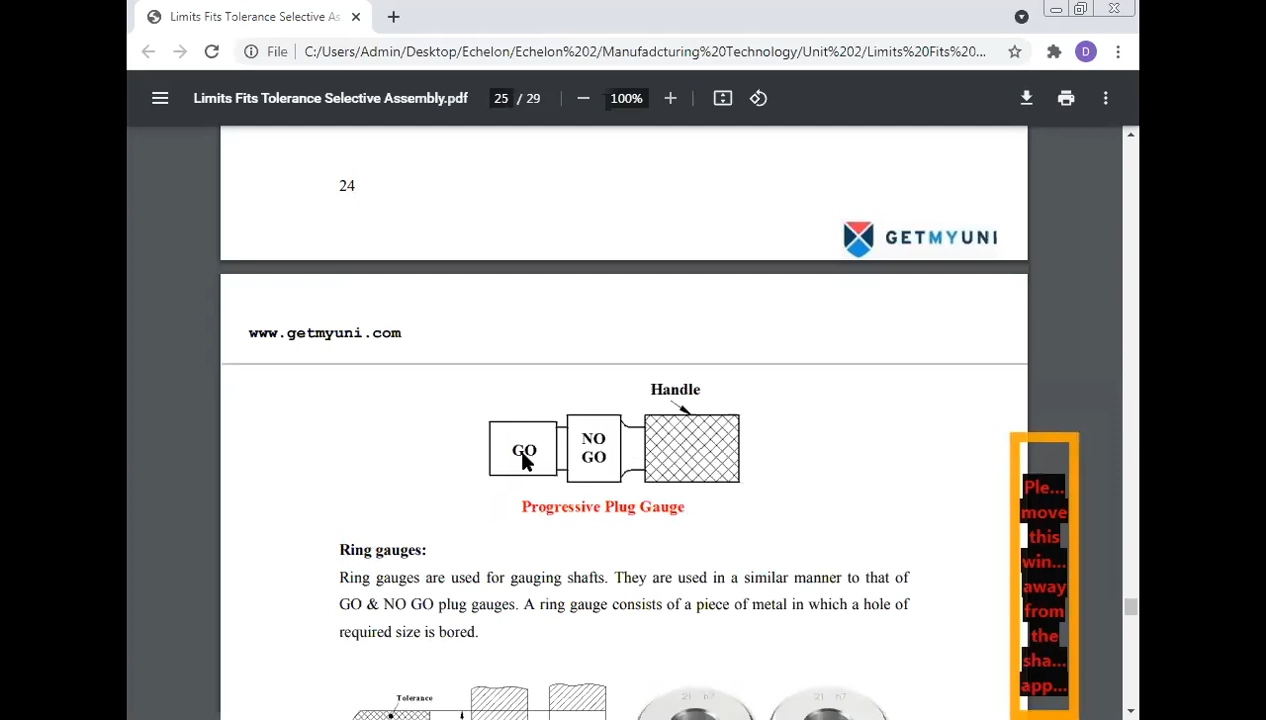 Limits Fits Tolerance Selective As
File
C:/Users/Admin/Desktop/Echelon/Echelon%202/Manufadcturing%20Technology/Unit%202/Limits%20Fits%20...
D
Limits Fits Tolerance Selective Assembly.pdf
25 / 29
100%
24
GETMYUNI
www.getmyuni.com
Handle
GO
NO
GO
Progressive Plug Gauge
Ring gauges:
Ring gauges are used for gauging shafts. They are used in a similar manner to that of
GO & NO GO plug gauges. A ring gauge consists of a piece of metal in which a hole of
required size is bored.
Tolerance
21 n7
21 n7
Ple...
move
this
win...
away
from
the
sha...
app...